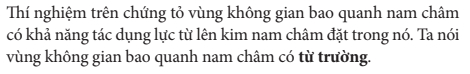 Thí nghiệm trên chứng tỏ vùng không gian bao quanh nam châm
có khả năng tác dụng lực từ lên kim nam châm đặt trong nó. Ta nói
vùng không gian bao quanh nam châm có từ trường.